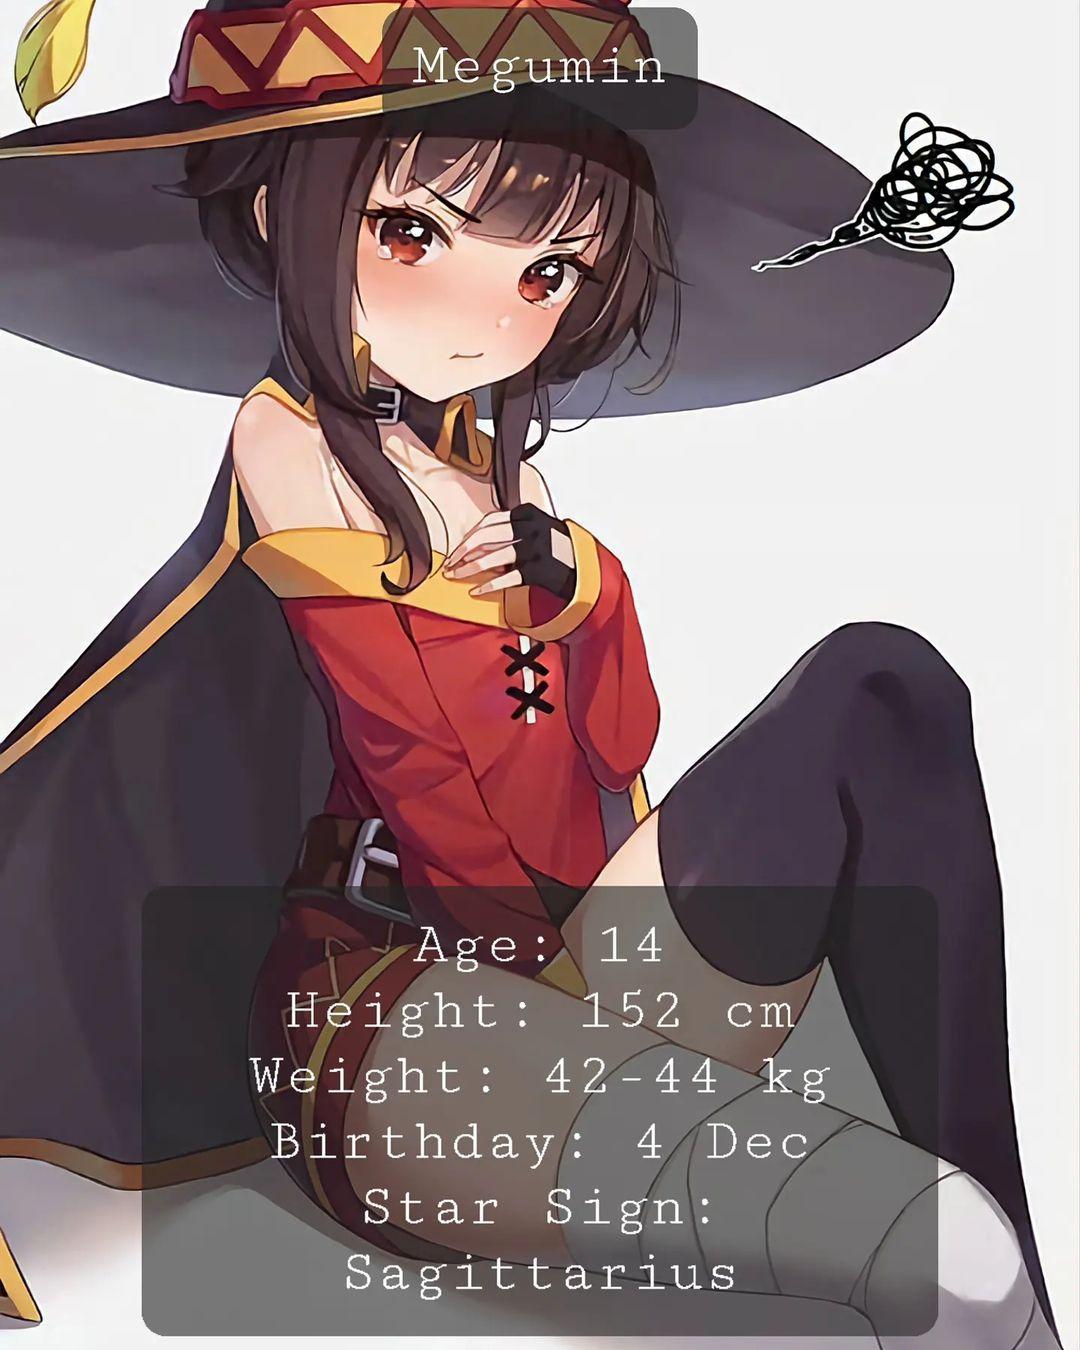 Megumin
Age: 14
Height: 152 cm
Weight: 42-44 kg
Birthday: 4 Dec
Star Sign:
Sagittarius